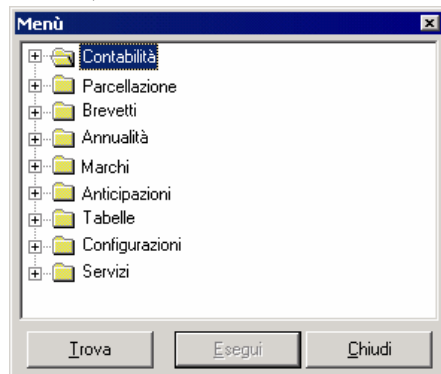 Menù
Contabilità
Parcellazione
Brevetti
Annualità
Marchi
Anticipazioni
Tabelle
Configurazioni
Servizi
Trova Esegui Chiudi